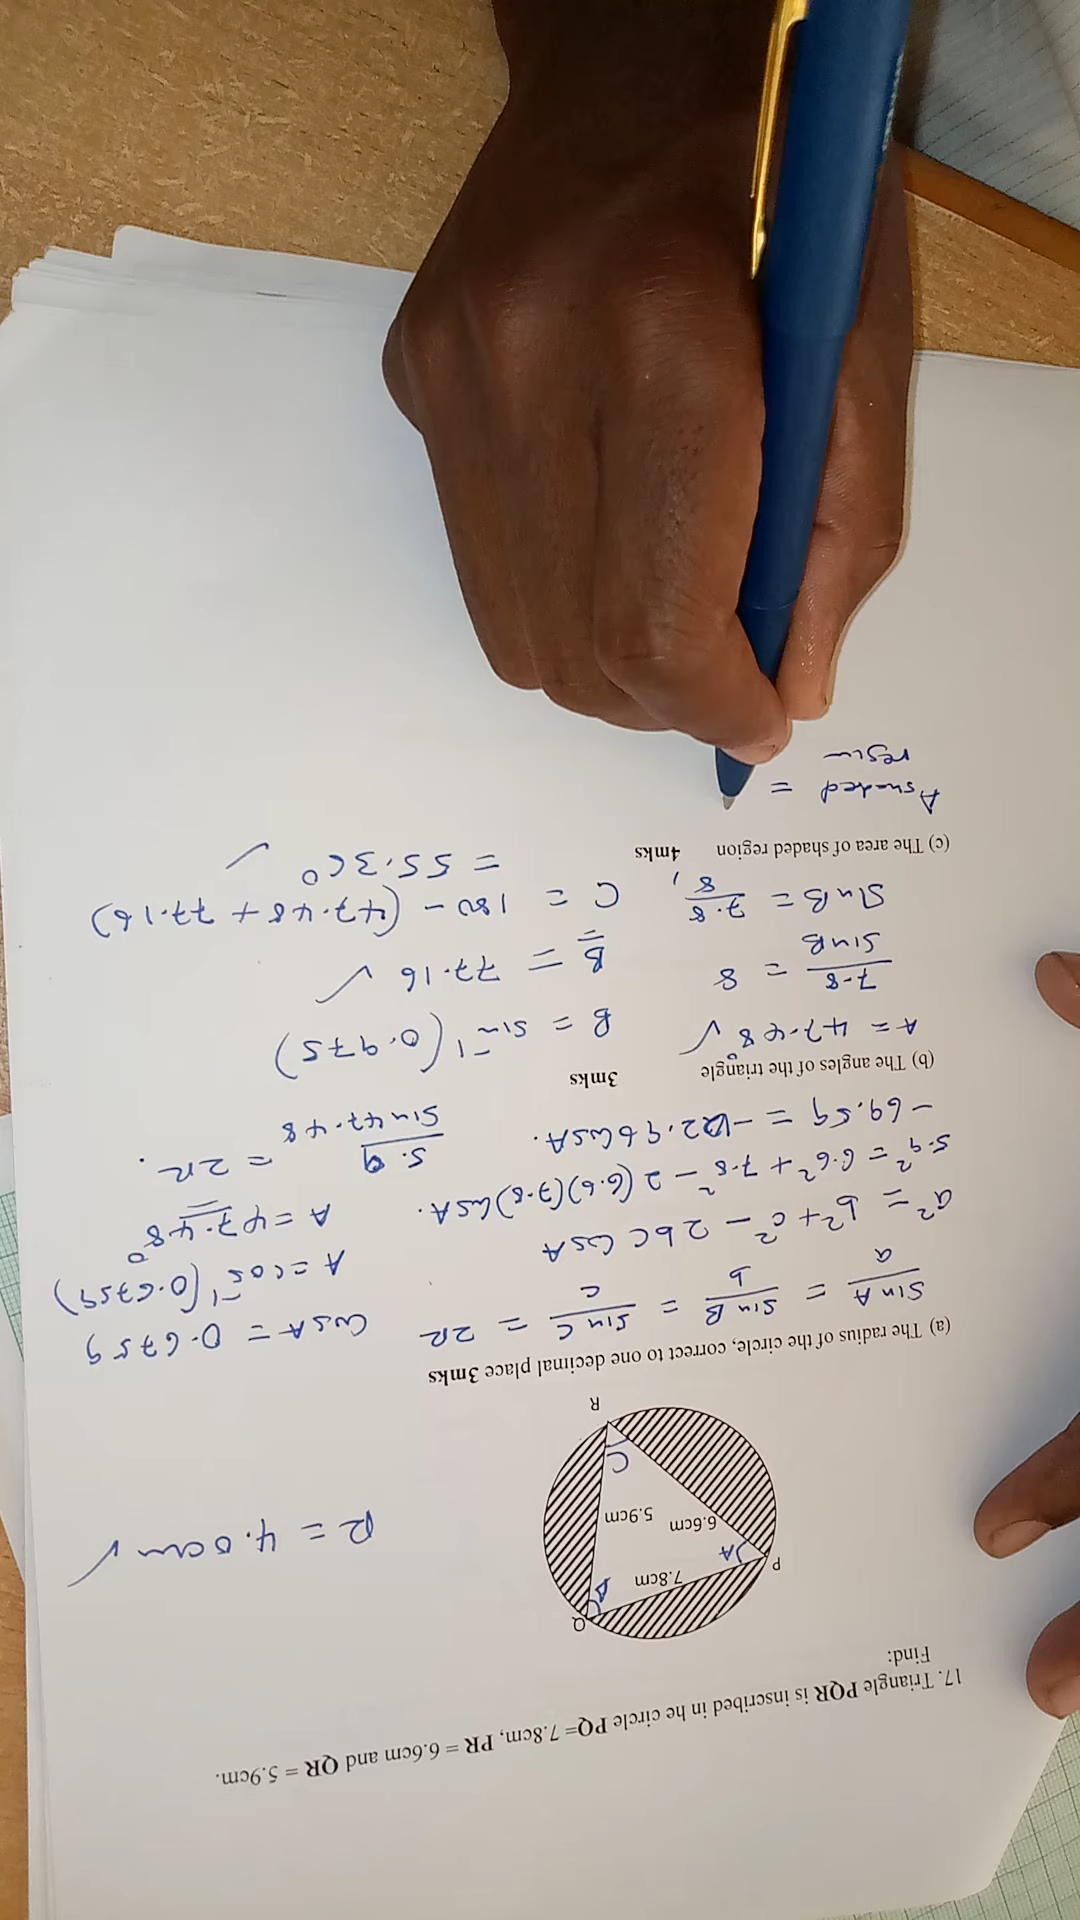 17. Triangle PQR is inscribed in he circle PQ= 7.8cm, PR = 6.6cm and QR = 5.9cm.
Find:
Q
P
R
7.8cm
6.6cm
5.9cm
A
B
C
R = 4.0cm ✓
(a) The radius of the circle, correct to one decimal place 3mks
sin A / a = sin B / b = sin C / c = 2R
a² = b² + c² - 2bc cos A
5.9² = 6.6² + 7.8² - 2(6.6)(7.8) cos A.
-69.59 = -102.96 cos A.
cos A = 0.6759
A = cos⁻¹(0.6759)
A = 47.48°
5.9 / sin 47.48 = 2R.
(b) The angles of the triangle 3mks
A = 47.48 ✓
7.8 / sin B = 8
sin B = 7.8 / 8,
B = sin⁻¹(0.975)
B = 77.16 ✓
C = 180 - (47.48 + 77.16)
= 55.36° ✓
(c) The area of shaded region 4mks
A shaded =
region